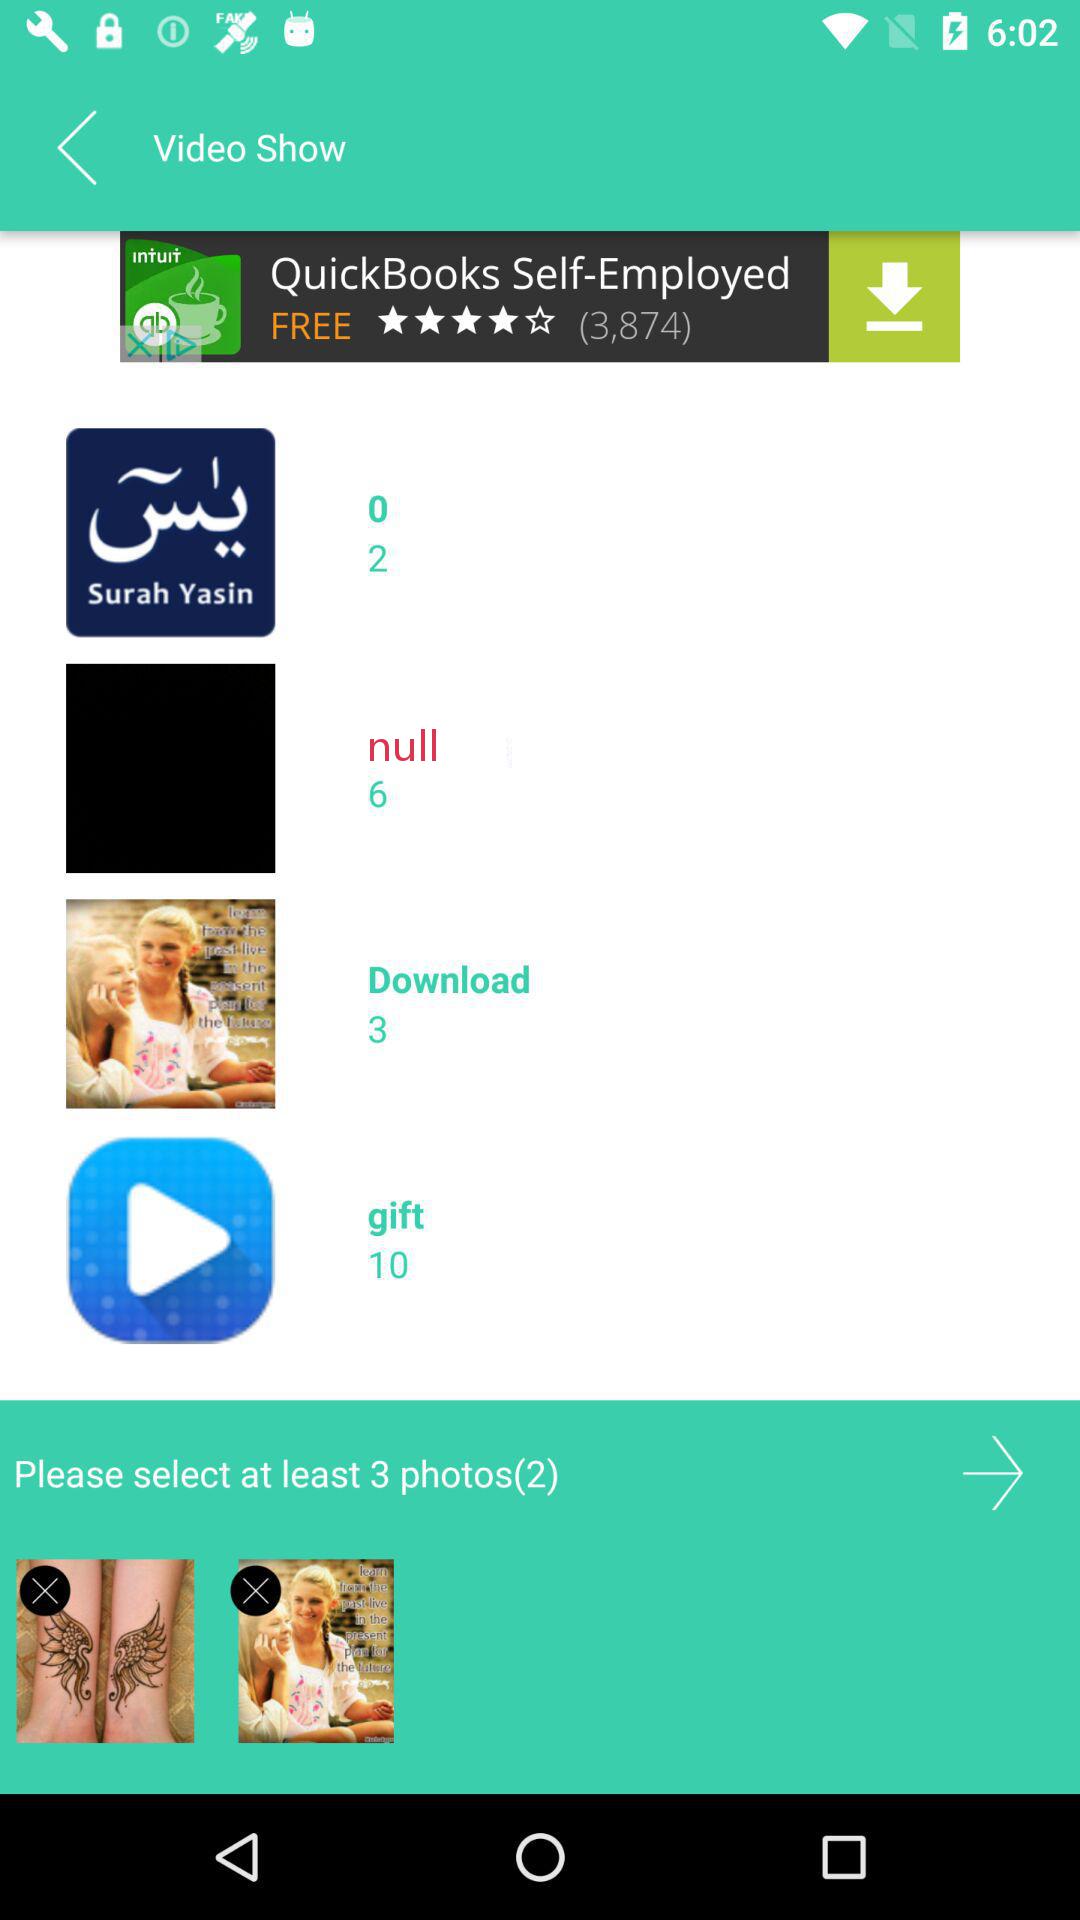 FAKE
6:02
Video Show
intuit
qb
QuickBooks Self-Employed
FREE (3,874)
يٰسٓ
Surah Yasin
0
2
null
6
learn
from the
past live
in the
present
plan for
the future
Download
3
gift
10
Please select at least 3 photos(2)
learn
from the
past live
in the
present
plan for
the future